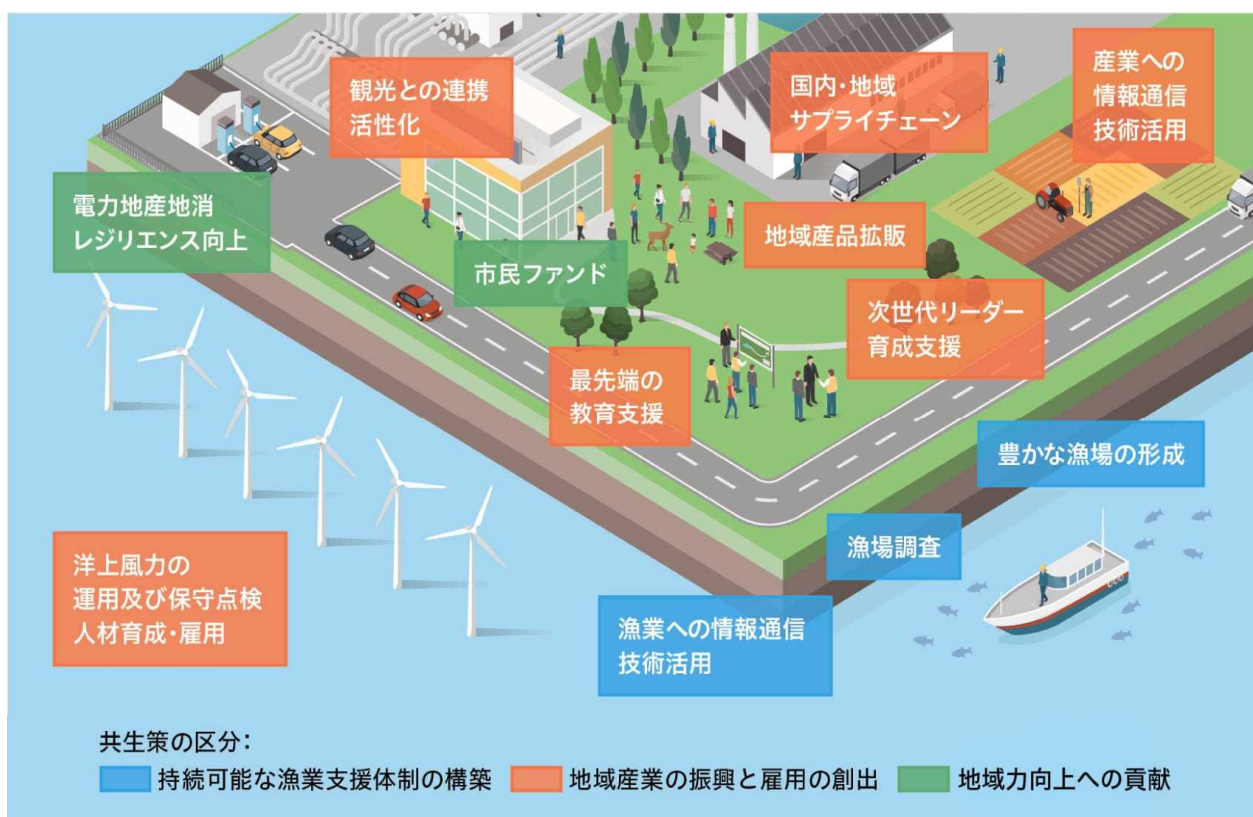 観光との連携
活性化
国内・地域
サプライチェーン
産業への
情報通信
技術活用
電力地産地消
レジリエンス向上
市民ファンド
地域産品拡販
次世代リーダー
育成支援
最先端の
教育支援
豊かな漁場の形成
漁場調査
洋上風力の
運用及び保守点検
人材育成・雇用
漁業への情報通信
技術活用
共生策の区分：
持続可能な漁業支援体制の構築
地域産業の振興と雇用の創出
地域力向上への貢献